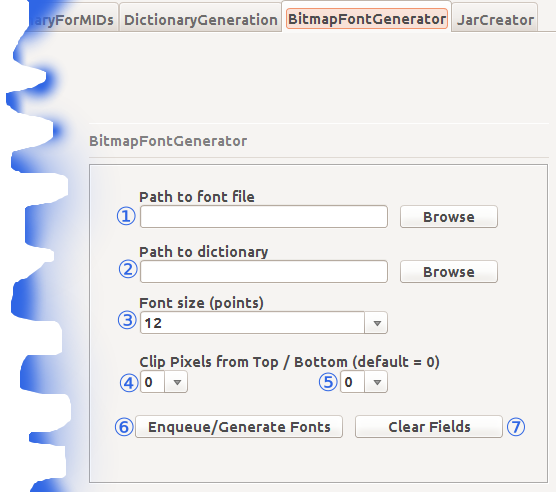 aryForMIDs DictionaryGeneration BitmapFontGenerator JarCreator
BitmapFontGenerator
Path to font file
① Browse
Path to dictionary
② Browse
Font size (points)
③ 12
Clip Pixels from Top / Bottom (default = 0)
④ 0 ⑤ 0
⑥ Enqueue/Generate Fonts Clear Fields ⑦